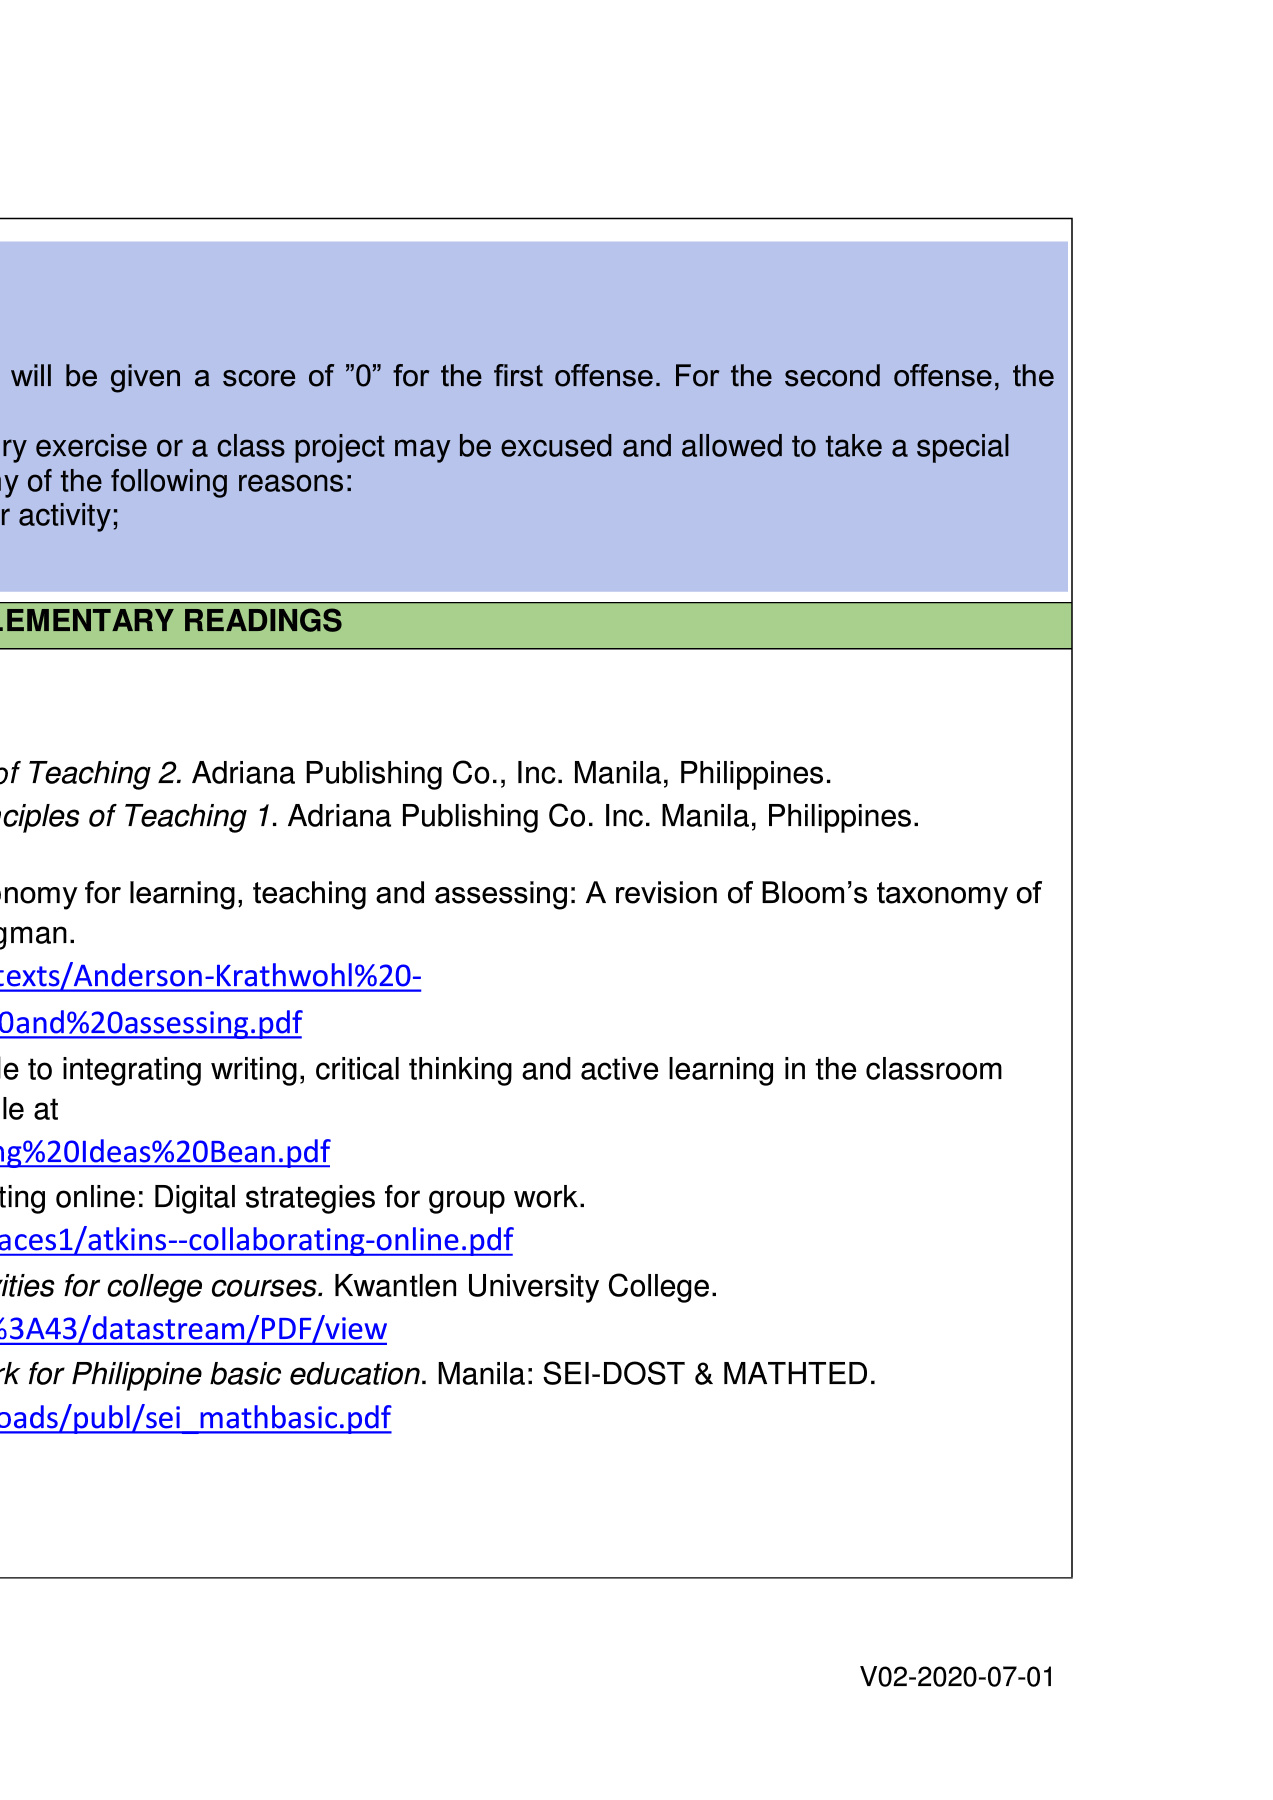 will be given a score of ”0” for the first offense. For the second offense, the
ry exercise or a class project may be excused and allowed to take a special
y of the following reasons:
r activity;
LEMENTARY READINGS
of Teaching 2. Adriana Publishing Co., Inc. Manila, Philippines.
nciples of Teaching 1. Adriana Publishing Co. Inc. Manila, Philippines.
onomy for learning, teaching and assessing: A revision of Bloom’s taxonomy of
gman.
texts/Anderson-Krathwohl%20-
0and%20assessing.pdf
le to integrating writing, critical thinking and active learning in the classroom
le at
ng%20Ideas%20Bean.pdf
ting online: Digital strategies for group work.
aces1/atkins--collaborating-online.pdf
vities for college courses. Kwantlen University College.
%3A43/datastream/PDF/view
rk for Philippine basic education. Manila: SEI-DOST & MATHTED.
oads/publ/sei_mathbasic.pdf
V02-2020-07-01